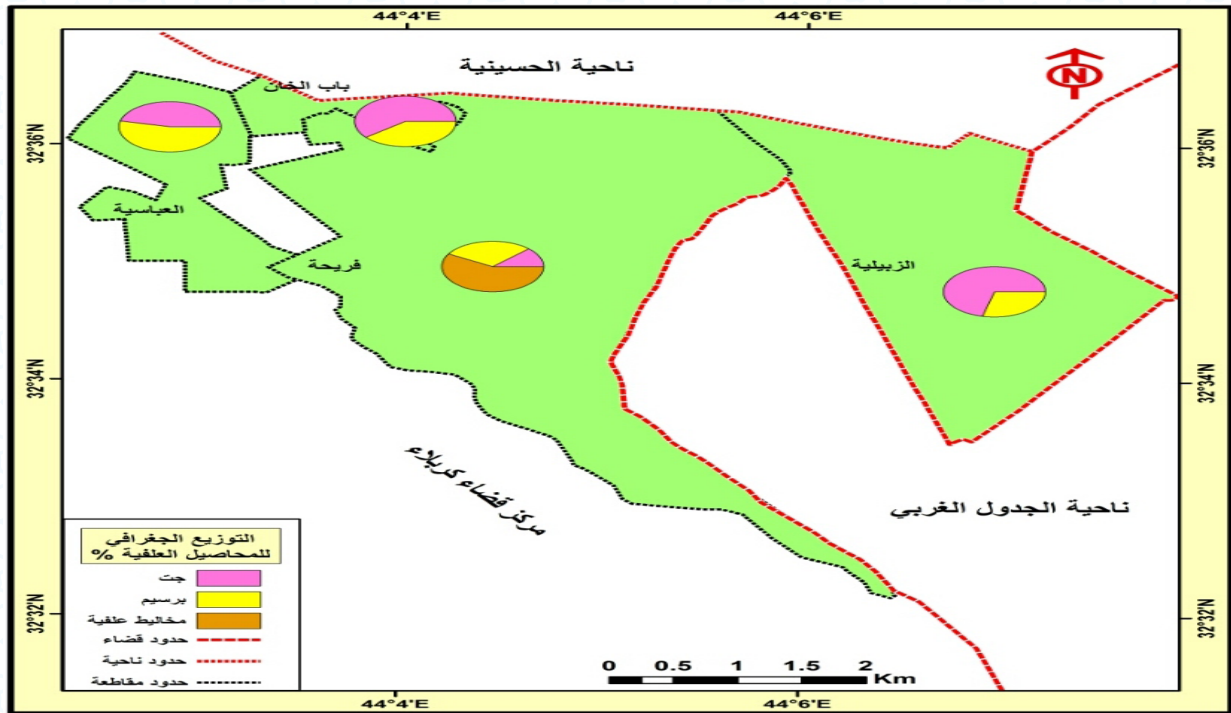 44°4'E
44°6'E
ناحية الحسينية
N
باب الخان
32°36'N
32°36'N
العباسية
فريحة
الزبيلية
32°34'N
32°34'N
مركز قضاء كربلاء
ناحية الجدول الغربي
التوزيع الجغرافي
للمحاصيل العلفية %
جت
برسيم
مخاليط علفية
حدود قضاء
حدود ناحية
حدود مقاطعة
32°32'N
32°32'N
0 0.5 1 1.5 2
Km
44°4'E
44°6'E